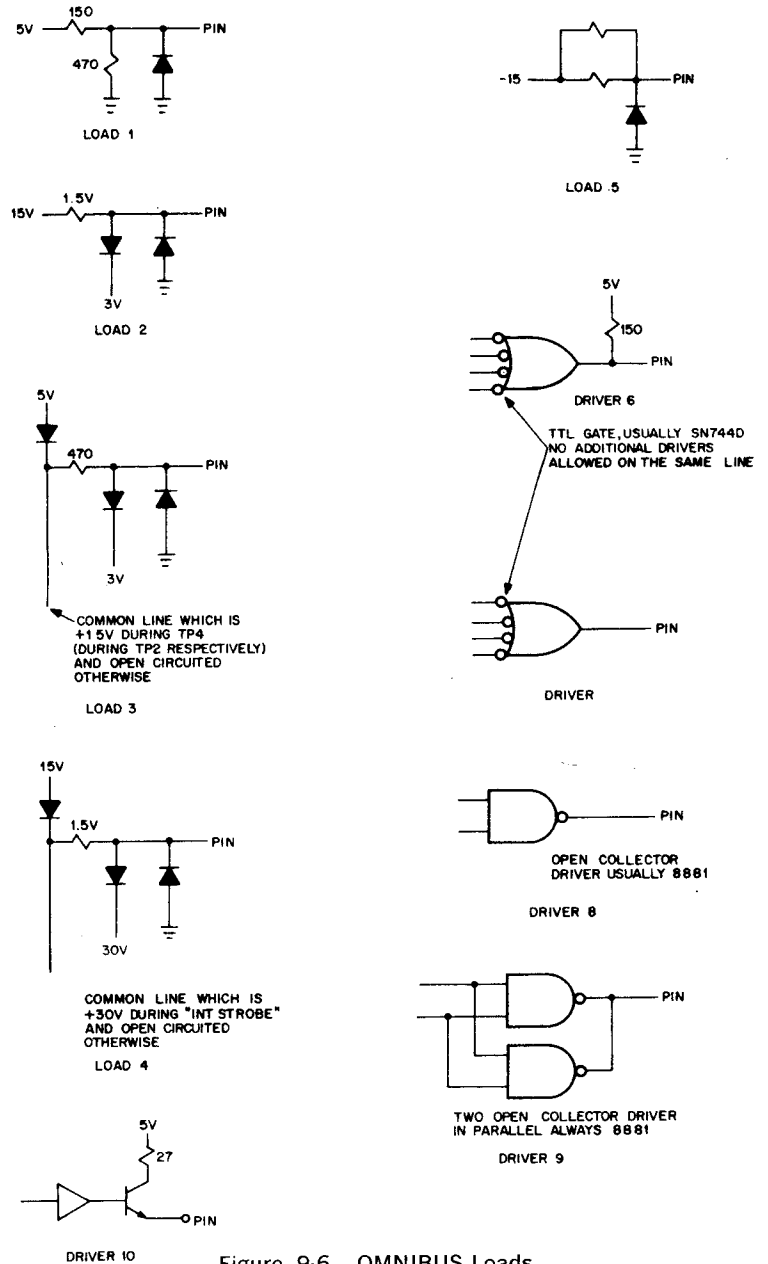 150
5V
PIN
470
LOAD 1
1.5V
15V
PIN
3V
LOAD 2
5V
470
PIN
3V
COMMON LINE WHICH IS
+15V DURING TP4
(DURING TP2 RESPECTIVELY)
AND OPEN CIRCUITED
OTHERWISE
LOAD 3
15V
1.5V
PIN
30V
COMMON LINE WHICH IS
+30V DURING "INT STROBE"
AND OPEN CIRCUITED
OTHERWISE
LOAD 4
5V
27
PIN
DRIVER 10
-15
PIN
LOAD 5
5V
150
PIN
DRIVER 6
TTL GATE, USUALLY SN744D
NO ADDITIONAL DRIVERS
ALLOWED ON THE SAME LINE
PIN
DRIVER
PIN
OPEN COLLECTOR
DRIVER USUALLY 8881
DRIVER 8
PIN
TWO OPEN COLLECTOR DRIVER
IN PARALLEL ALWAYS 8881
DRIVER 9
Figure 9-6 OMNIBUS Loads